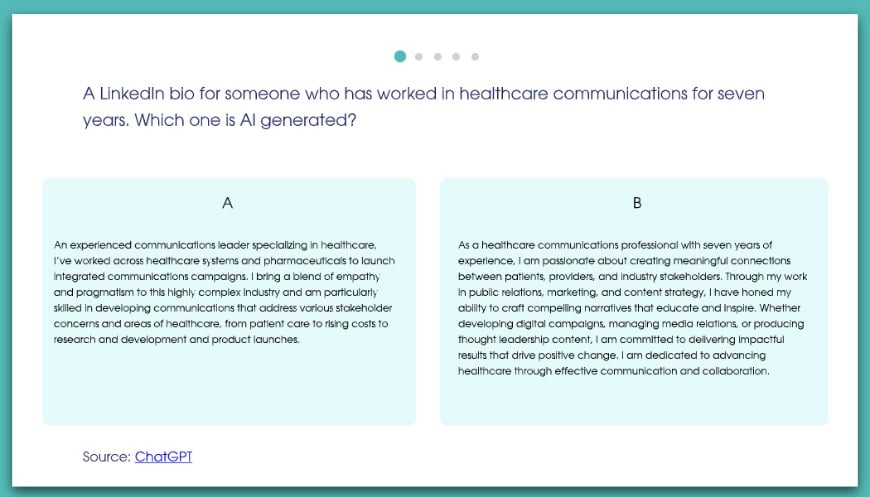 A LinkedIn bio for someone who has worked in healthcare communications for seven
years. Which one is AI generated?
A
An experienced communications leader specializing in healthcare,
I've worked across healthcare systems and pharmaceuticals to launch
integrated communications campaigns. I bring a blend of empathy
and pragmatism to this highly complex industry and am particularly
skilled in developing communications that address various stakeholder
concerns and areas of healthcare, from patient care to rising costs to
research and development and product launches.
B
As a healthcare communications professional with seven years of
experience, I am passionate about creating meaningful connections
between patients, providers, and industry stakeholders. Through my work
in public relations, marketing, and content strategy, I have honed my
ability to craft compelling narratives that educate and inspire. Whether
developing digital campaigns, managing media relations, or producing
thought leadership content, I am committed to delivering impactful
results that drive positive change. I am dedicated to advancing
healthcare through effective communication and collaboration.
Source: ChatGPT